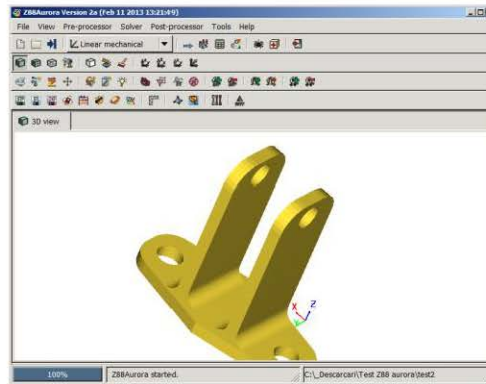 Z88Aurora Version 2a (Feb 11 2013 13:21:49)
File View Pre-processor Solver Post-processor Tools Help
Linear mechanical
3D view
X
Z
Y
100%
Z88Aurora started.
C:\_Descarcari\Test Z88 aurora\test2